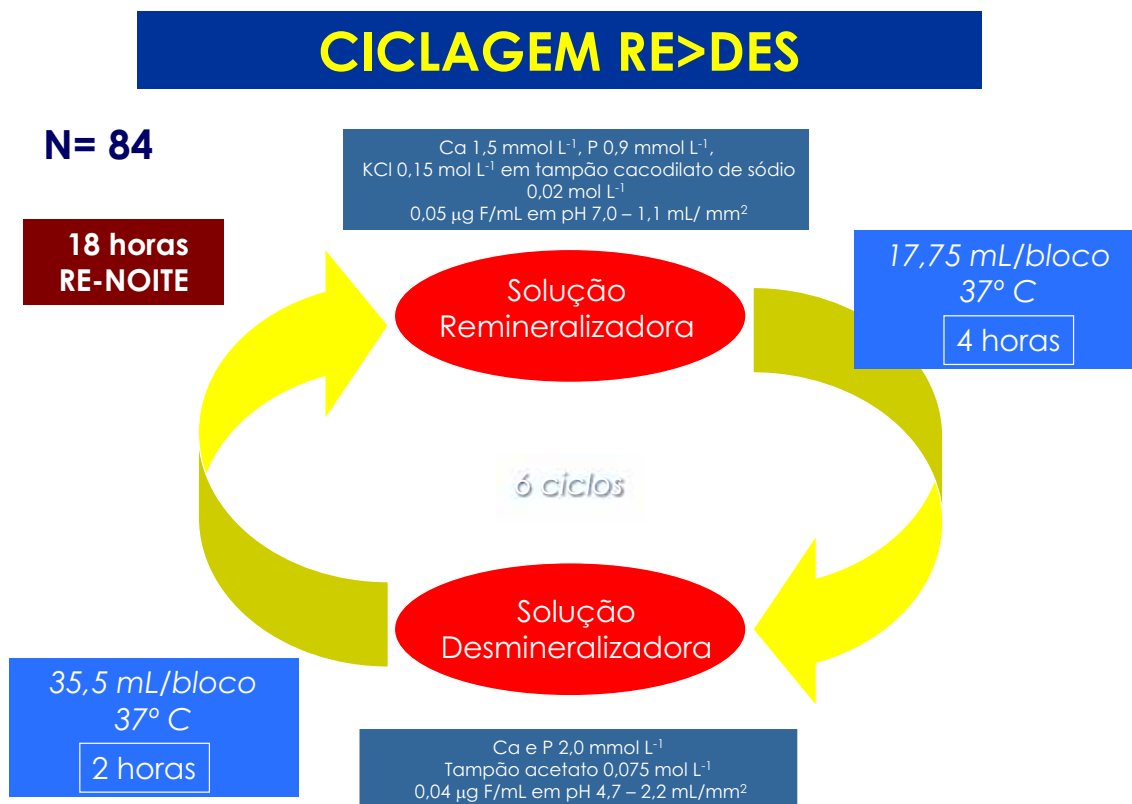 CICLAGEM RE>DES
N= 84
Ca 1,5 mmol L⁻¹, P 0,9 mmol L⁻¹,
KCl 0,15 mol L⁻¹ em tampão cacodilato de sódio
0,02 mol L⁻¹
0,05 µg F/mL em pH 7,0 – 1,1 mL/ mm²
18 horas
RE-NOITE
Solução
Remineralizadora
17,75 mL/bloco
37º C
4 horas
6 ciclos
Solução
Desmineralizadora
35,5 mL/bloco
37º C
2 horas
Ca e P 2,0 mmol L⁻¹
Tampão acetato 0,075 mol L⁻¹
0,04 µg F/mL em pH 4,7 – 2,2 mL/mm²